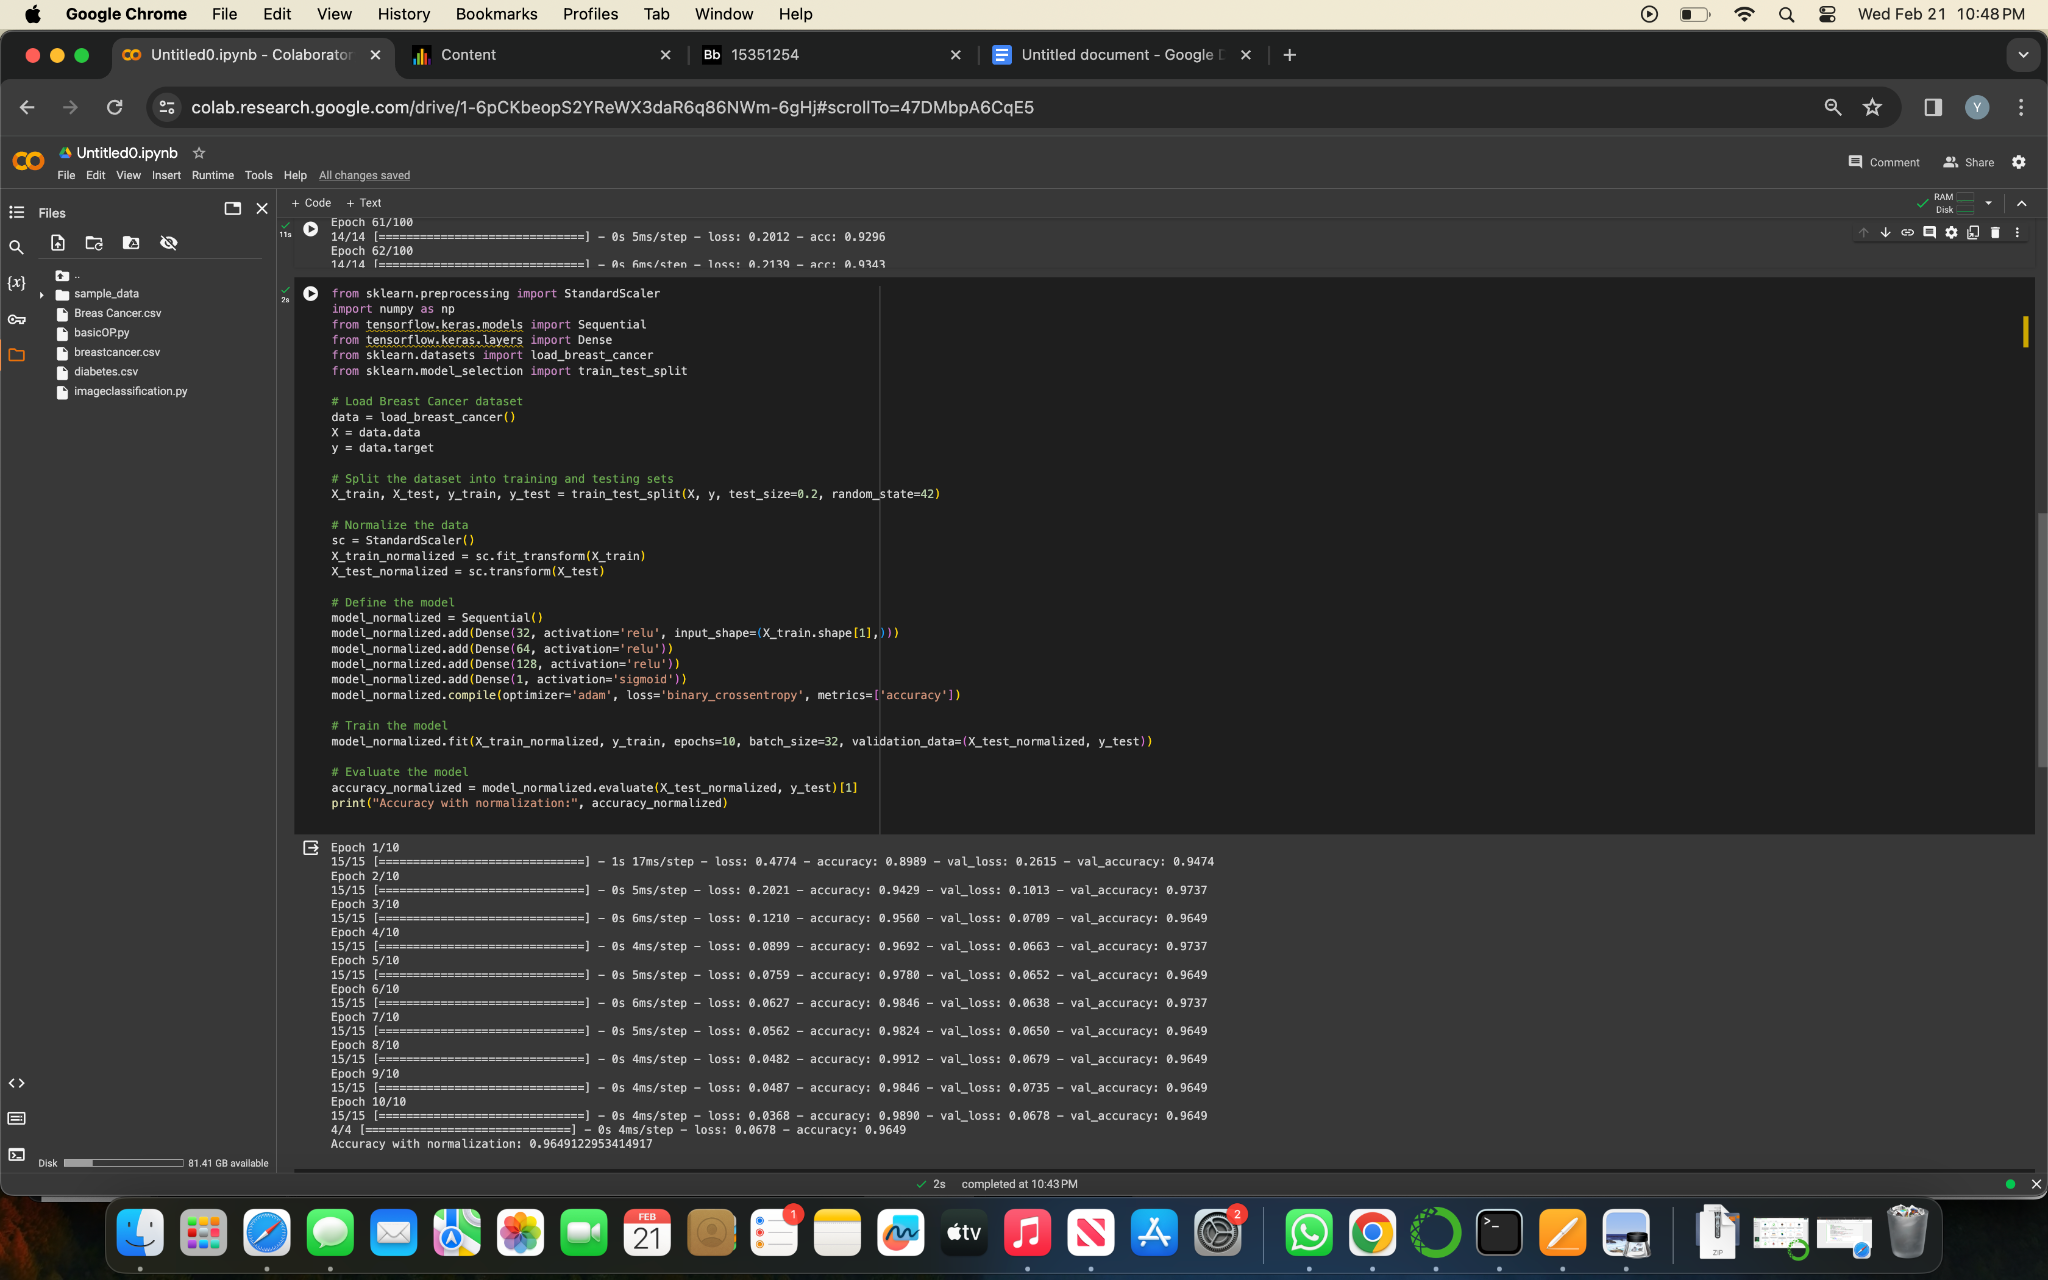 Google Chrome File Edit View History Bookmarks Profiles Tab Window Help Wed Feb 21 10:48 PM
Untitled0.ipynb - Colaborator Content Bb 15351254 Untitled document - Google D
colab.research.google.com/drive/1-6pCKbeopS2YReWX3daR6q86NWm-6gHj#scrollTo=47DMbpA6CqE5 Y
Untitled0.ipynb
Comment Share
File Edit View Insert Runtime Tools Help All changes saved
+ Code + Text
RAM
Disk
Files
..
sample_data
Breas Cancer.csv
basicOP.py
breastcancer.csv
diabetes.csv
imageclassification.py
{x}
Disk 81.41 GB available
11s
Epoch 61/100
14/14 [==============================] - 0s 5ms/step - loss: 0.2012 - acc: 0.9296
Epoch 62/100
14/14 [==============================] - 0s 6ms/step - loss: 0.2139 - acc: 0.9343
2s
from sklearn.preprocessing import StandardScaler
import numpy as np
from tensorflow.keras.models import Sequential
from tensorflow.keras.layers import Dense
from sklearn.datasets import load_breast_cancer
from sklearn.model_selection import train_test_split
# Load Breast Cancer dataset
data = load_breast_cancer()
X = data.data
y = data.target
# Split the dataset into training and testing sets
X_train, X_test, y_train, y_test = train_test_split(X, y, test_size=0.2, random_state=42)
# Normalize the data
sc = StandardScaler()
X_train_normalized = sc.fit_transform(X_train)
X_test_normalized = sc.transform(X_test)
# Define the model
model_normalized = Sequential()
model_normalized.add(Dense(32, activation='relu', input_shape=(X_train.shape[1],)))
model_normalized.add(Dense(64, activation='relu'))
model_normalized.add(Dense(128, activation='relu'))
model_normalized.add(Dense(1, activation='sigmoid'))
model_normalized.compile(optimizer='adam', loss='binary_crossentropy', metrics=['accuracy'])
# Train the model
model_normalized.fit(X_train_normalized, y_train, epochs=10, batch_size=32, validation_data=(X_test_normalized, y_test))
# Evaluate the model
accuracy_normalized = model_normalized.evaluate(X_test_normalized, y_test)[1]
print("Accuracy with normalization:", accuracy_normalized)
Epoch 1/10
15/15 [==============================] - 1s 17ms/step - loss: 0.4774 - accuracy: 0.8989 - val_loss: 0.2615 - val_accuracy: 0.9474
Epoch 2/10
15/15 [==============================] - 0s 5ms/step - loss: 0.2021 - accuracy: 0.9429 - val_loss: 0.1013 - val_accuracy: 0.9737
Epoch 3/10
15/15 [==============================] - 0s 6ms/step - loss: 0.1210 - accuracy: 0.9560 - val_loss: 0.0709 - val_accuracy: 0.9649
Epoch 4/10
15/15 [==============================] - 0s 4ms/step - loss: 0.0899 - accuracy: 0.9692 - val_loss: 0.0663 - val_accuracy: 0.9737
Epoch 5/10
15/15 [==============================] - 0s 5ms/step - loss: 0.0759 - accuracy: 0.9780 - val_loss: 0.0652 - val_accuracy: 0.9649
Epoch 6/10
15/15 [==============================] - 0s 6ms/step - loss: 0.0627 - accuracy: 0.9846 - val_loss: 0.0638 - val_accuracy: 0.9737
Epoch 7/10
15/15 [==============================] - 0s 5ms/step - loss: 0.0562 - accuracy: 0.9824 - val_loss: 0.0650 - val_accuracy: 0.9649
Epoch 8/10
15/15 [==============================] - 0s 4ms/step - loss: 0.0482 - accuracy: 0.9912 - val_loss: 0.0679 - val_accuracy: 0.9649
Epoch 9/10
15/15 [==============================] - 0s 4ms/step - loss: 0.0487 - accuracy: 0.9846 - val_loss: 0.0735 - val_accuracy: 0.9649
Epoch 10/10
15/15 [==============================] - 0s 4ms/step - loss: 0.0368 - accuracy: 0.9890 - val_loss: 0.0678 - val_accuracy: 0.9649
4/4 [==============================] - 0s 4ms/step - loss: 0.0678 - accuracy: 0.9649
Accuracy with normalization: 0.9649122953414917
2s completed at 10:43 PM
FEB
21
1
tv
2
ZIP